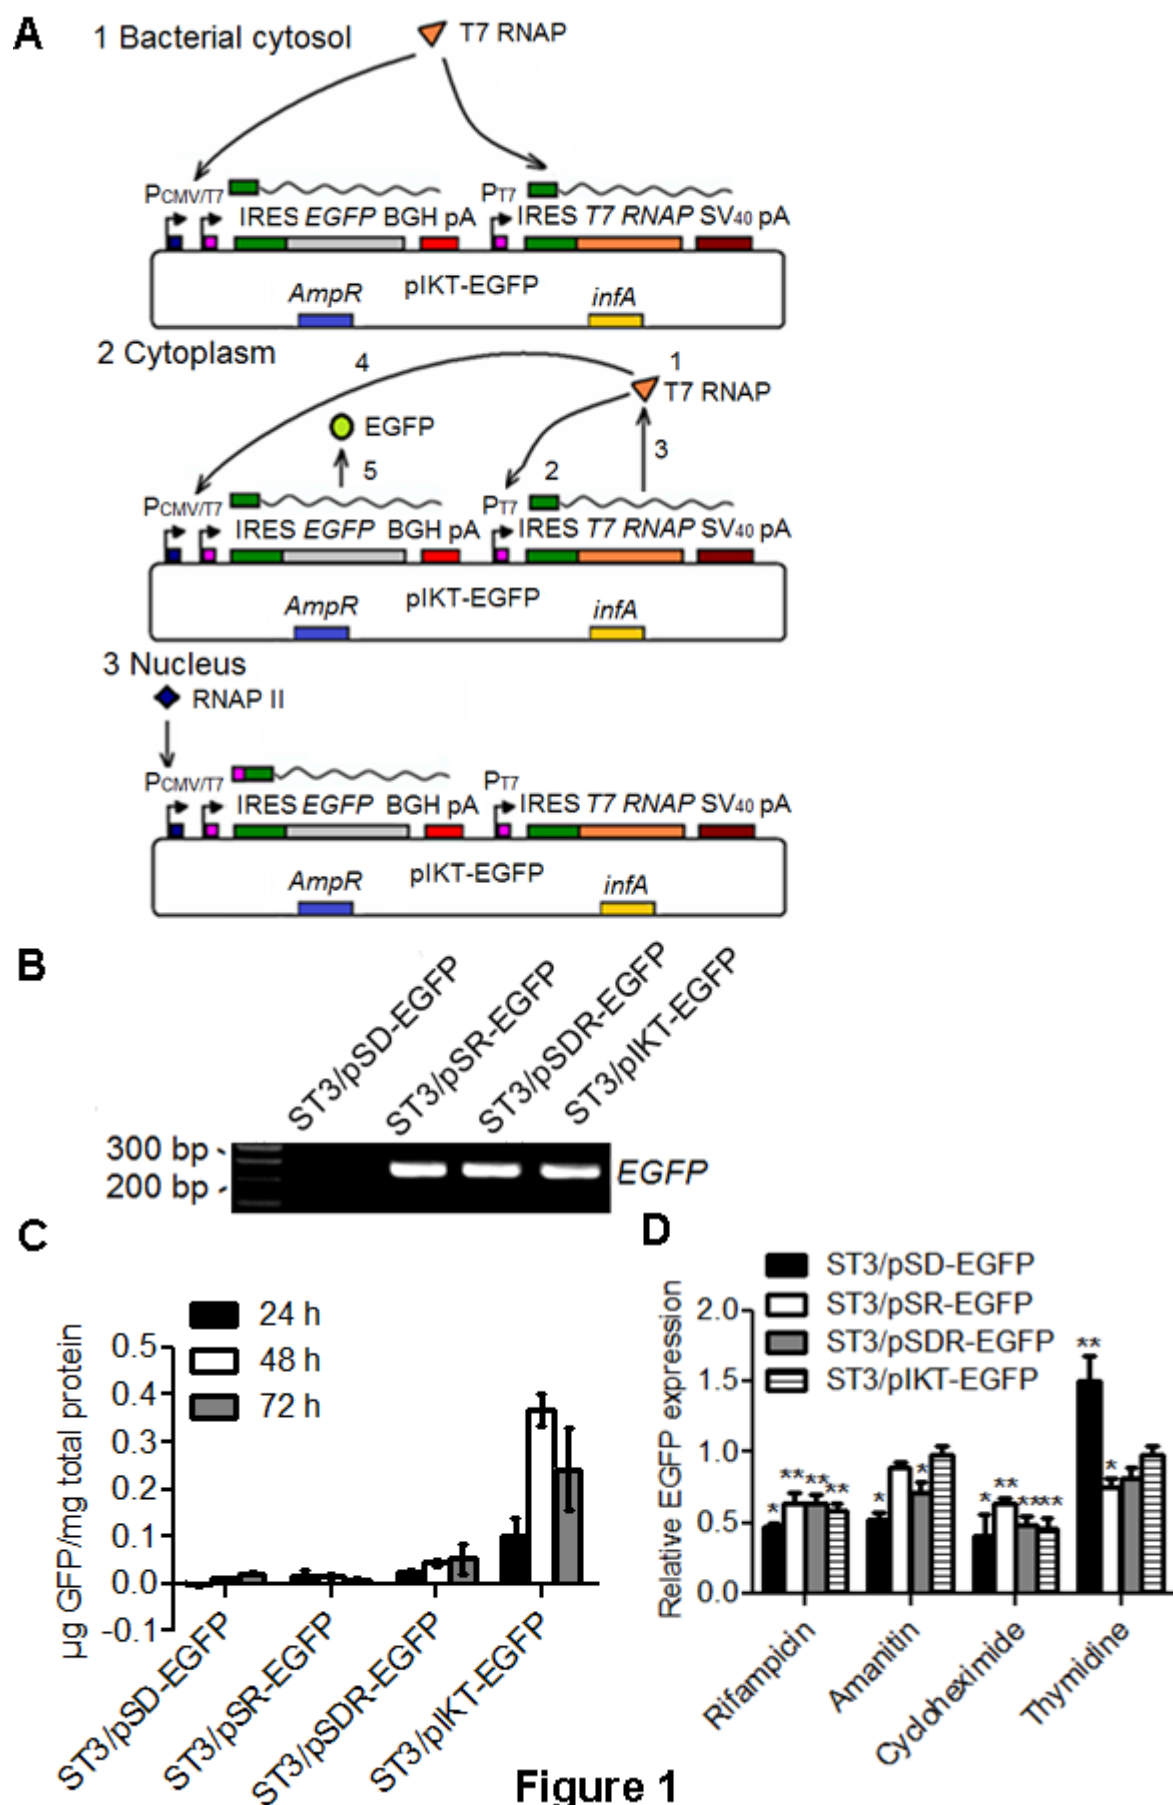 A
1 Bacterial cytosol
T7 RNAP
PCMV/T7
PT7
IRES EGFP BGH pA
IRES T7 RNAP SV40 pA
pIKT-EGFP
AmpR
infA
2 Cytoplasm
4
1
T7 RNAP
EGFP
3
5
2
PCMV/T7
PT7
IRES EGFP BGH pA
IRES T7 RNAP SV40 pA
pIKT-EGFP
AmpR
infA
3 Nucleus
RNAP II
PCMV/T7
PT7
IRES EGFP BGH pA
IRES T7 RNAP SV40 pA
pIKT-EGFP
AmpR
infA
B
ST3/pSD-EGFP
ST3/pSR-EGFP
ST3/pSDR-EGFP
ST3/pIKT-EGFP
300 bp -
200 bp -
EGFP
C
24 h
48 h
72 h
µg GFP/mg total protein
0.5
0.4
0.3
0.2
0.1
0.0
-0.1
ST3/pSD-EGFP
ST3/pSR-EGFP
ST3/pSDR-EGFP
ST3/pIKT-EGFP
D
ST3/pSD-EGFP
ST3/pSR-EGFP
ST3/pSDR-EGFP
ST3/pIKT-EGFP
Relative EGFP expression
2.0
1.5
1.0
0.5
0.0
* ** ** **
* *
* ** ** **
** *
Rifampicin
Amanitin
Cycloheximide
Thymidine
Figure 1